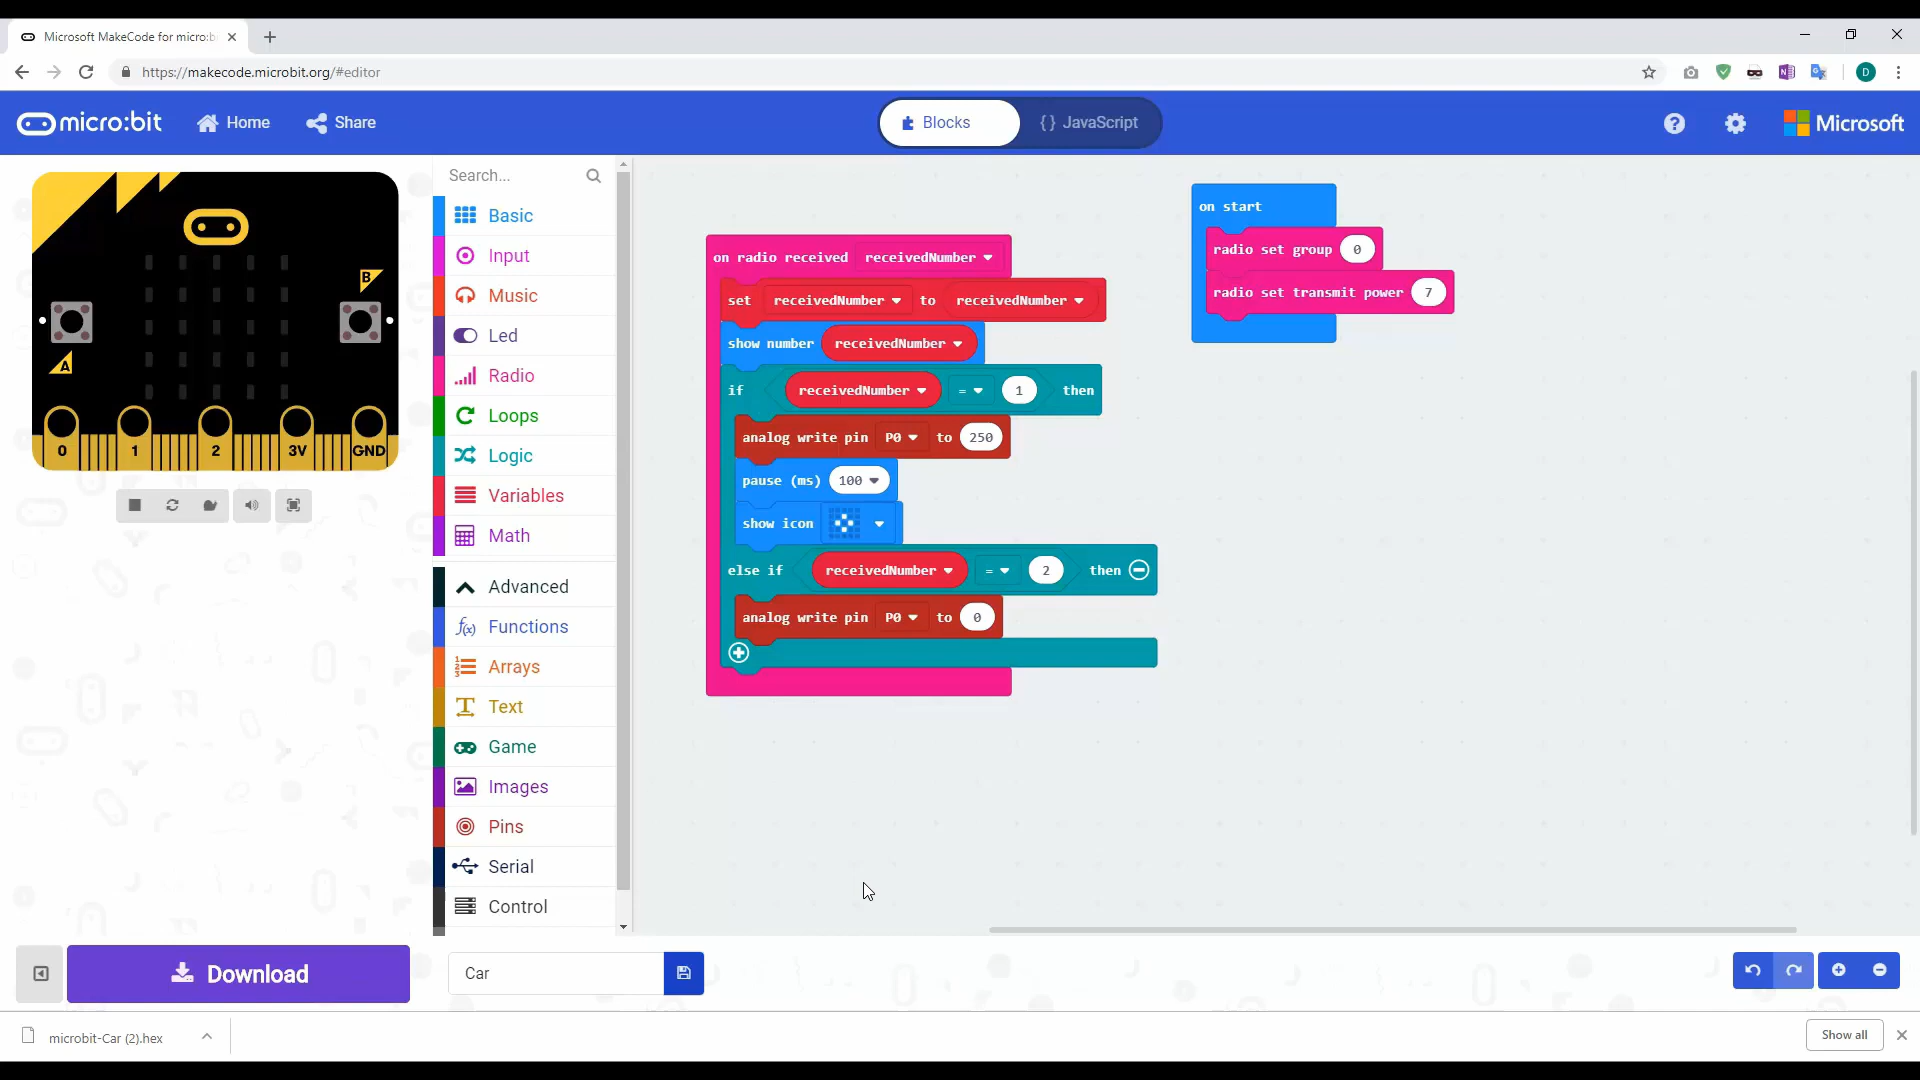 Microsoft MakeCode for micro:b
https://makecode.microbit.org/#editor
D
micro:bit
Home
Share
Blocks
{} JavaScript
?
Microsoft
Search...
Basic
Input
Music
Led
Radio
Loops
Logic
Variables
Math
Advanced
Functions
Arrays
Text
Game
Images
Pins
Serial
Control
A
B
0 1 2 3V GND
on start
radio set group 0
radio set transmit power 7
on radio received receivedNumber
set receivedNumber to receivedNumber
show number receivedNumber
if receivedNumber = 1 then
analog write pin P0 to 250
pause (ms) 100
show icon
else if receivedNumber = 2 then
analog write pin P0 to 0
Download
Car
microbit-Car (2).hex
Show all